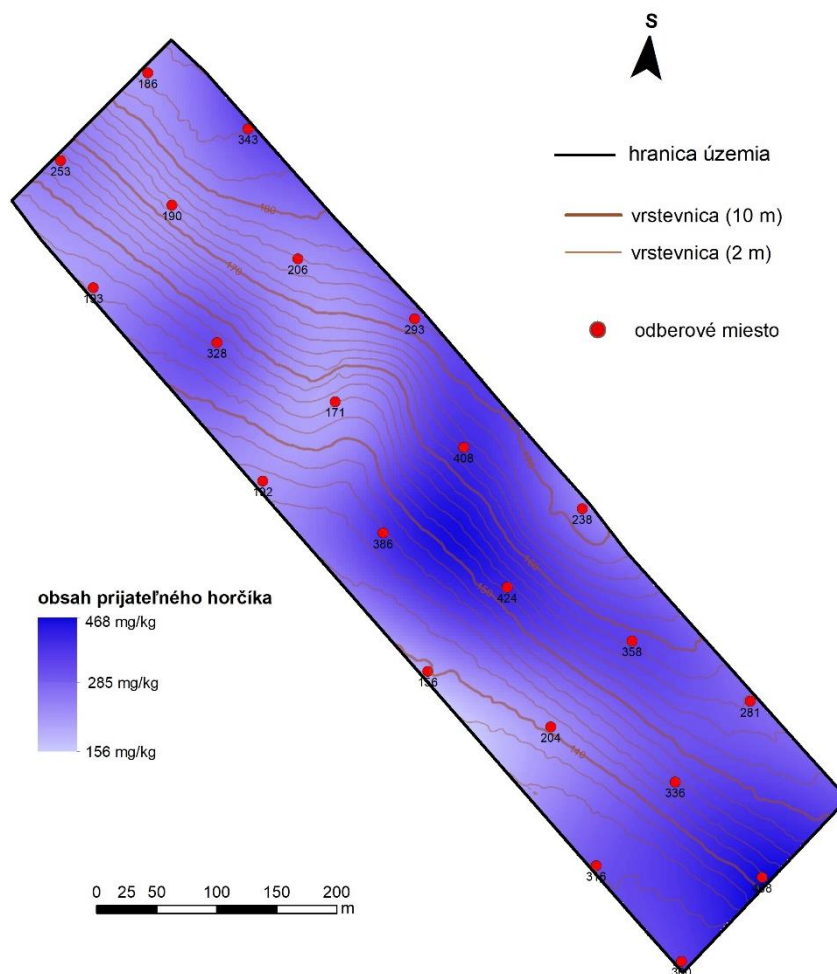 S
186
343
hranica územia
253
190
vrstevnica (10 m)
vrstevnica (2 m)
206
170
193
293
odberové miesto
328
171
408
192
238
386
160
150
424
obsah prijateľného horčíka
468 mg/kg
285 mg/kg
156 mg/kg
358
156
281
204
336
316
468
0 25 50 100 150 200
m